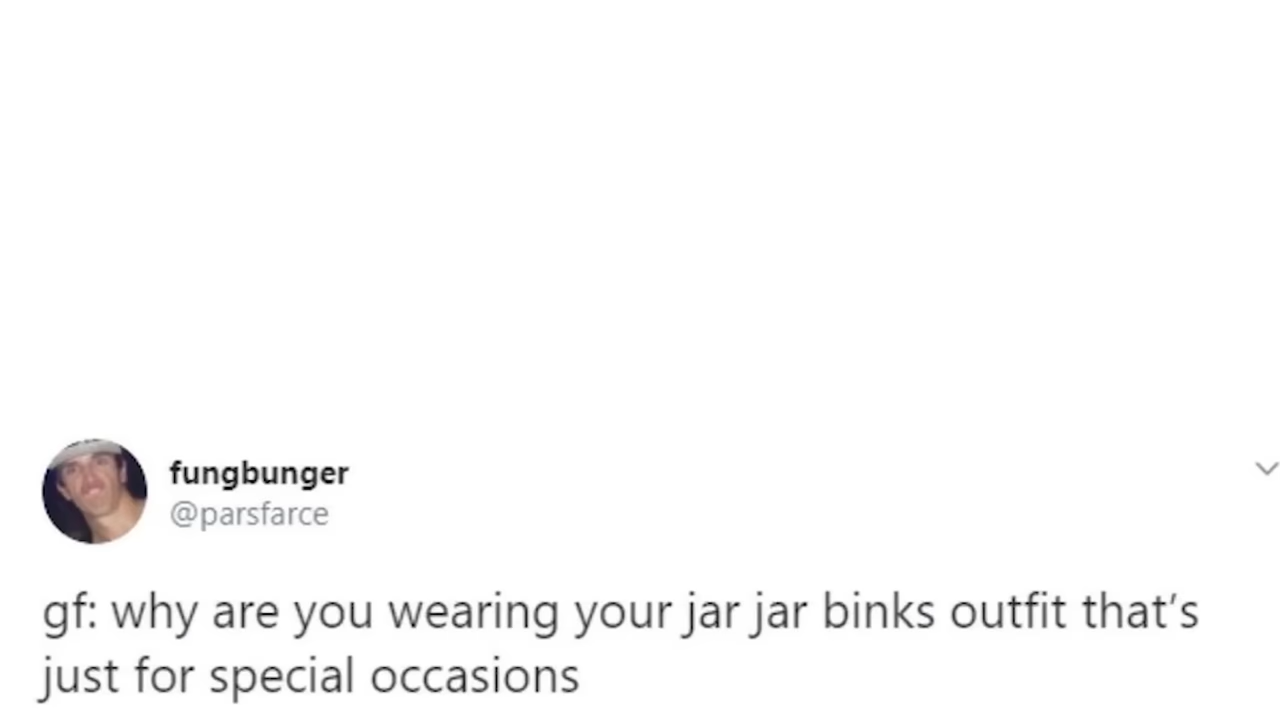 fungbunger
@parsfarce
gf: why are you wearing your jar jar binks outfit that’s
just for special occasions